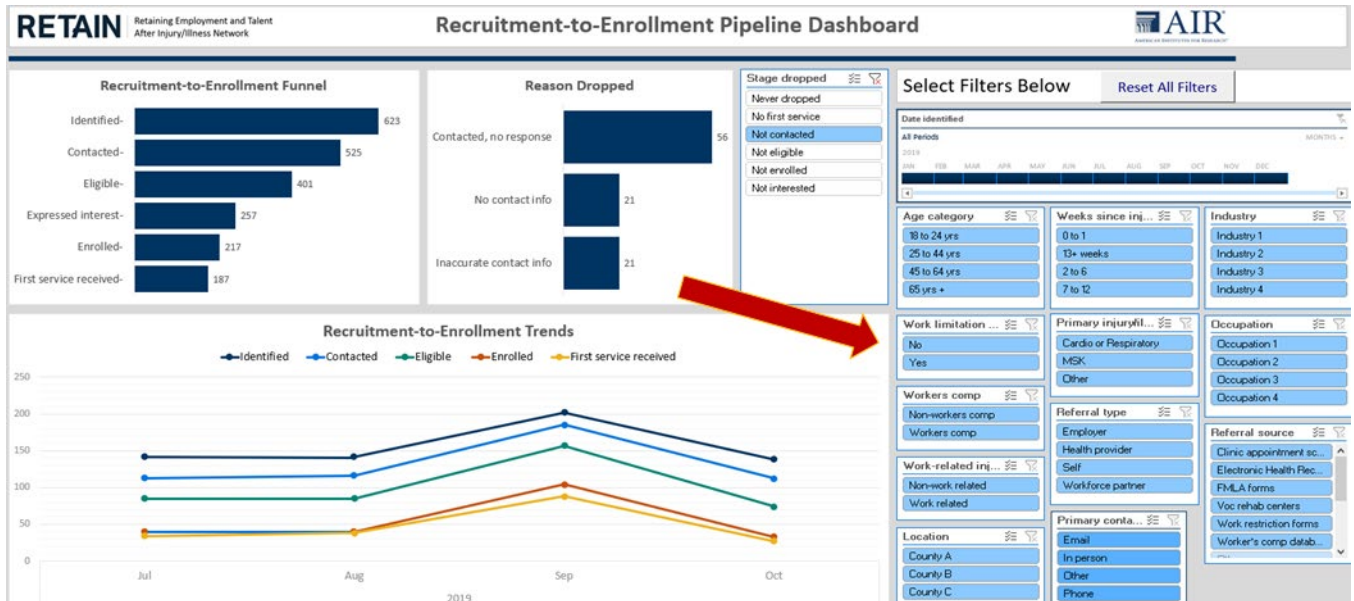 RETAIN
Retaining Employment and Talent
After Injury/Illness Network
Recruitment-to-Enrollment Pipeline Dashboard
AIR
AMERICAN INSTITUTES FOR RESEARCH
Recruitment-to-Enrollment Funnel
Identified- 623
Contacted- 525
Eligible- 401
Expressed interest- 257
Enrolled- 217
First service received- 187
Reason Dropped
Contacted, no response 56
No contact info 21
Inaccurate contact info 21
Stage dropped
Never dropped
No first service
Not contacted
Not eligible
Not enrolled
Not interested
Select Filters Below
Reset All Filters
Date identified
All Periods MONTHS
2019
JAN FEB MAR APR MAY JUN JUL AUG SEP OCT NOV DEC
Age category
18 to 24 yrs
25 to 44 yrs
45 to 64 yrs
65 yrs +
Weeks since inj...
0 to 1
13+ weeks
2 to 6
7 to 12
Industry
Industry 1
Industry 2
Industry 3
Industry 4
Recruitment-to-Enrollment Trends
Identified Contacted Eligible Enrolled First service received
250
200
150
100
50
0
Jul Aug Sep Oct
2019
Work limitation ...
No
Yes
Primary injury/il...
Cardio or Respiratory
MSK
Other
Occupation
Occupation 1
Occupation 2
Occupation 3
Occupation 4
Workers comp
Non-workers comp
Workers comp
Referral type
Employer
Health provider
Self
Workforce partner
Referral source
Clinic appointment sc...
Electronic Health Rec...
FMLA forms
Voc rehab centers
Work restriction forms
Worker's comp datab...
Work-related inj...
Non-work related
Work related
Location
County A
County B
County C
Primary conta...
Email
In person
Other
Phone